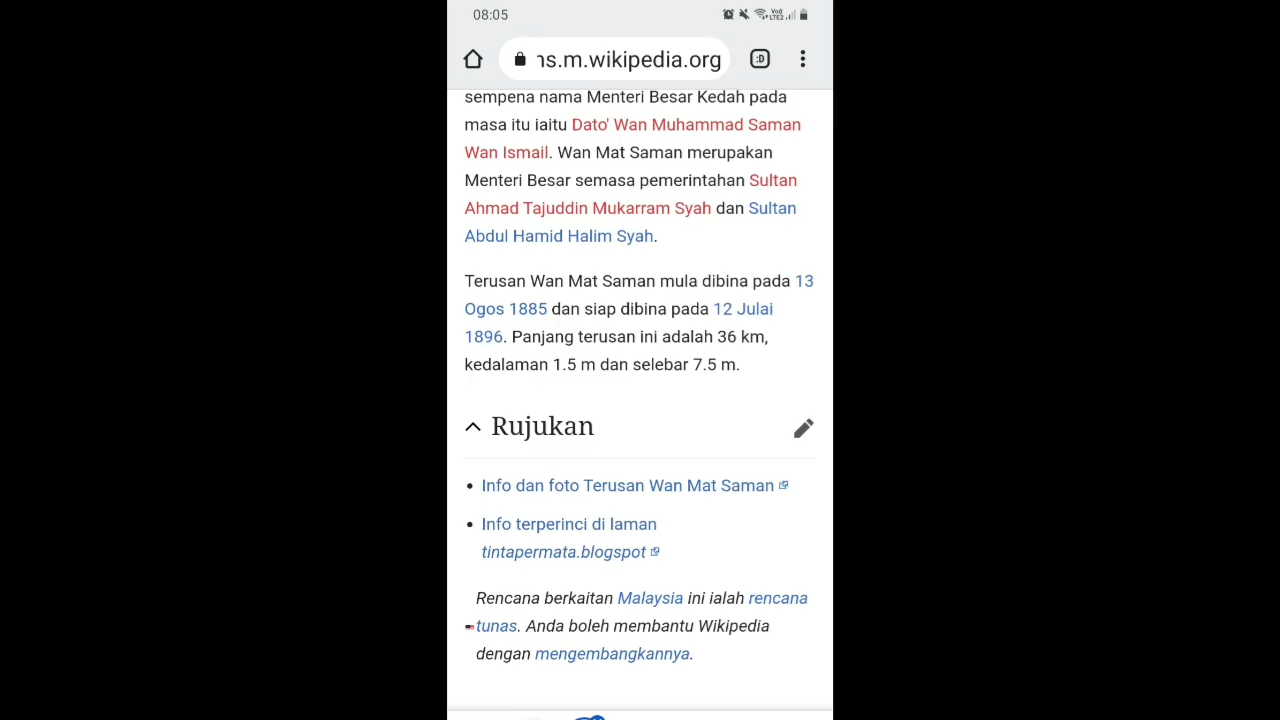 08:05
Vo)) LTE2
ns.m.wikipedia.org
:D
sempena nama Menteri Besar Kedah pada
masa itu iaitu Dato' Wan Muhammad Saman
Wan Ismail. Wan Mat Saman merupakan
Menteri Besar semasa pemerintahan Sultan
Ahmad Tajuddin Mukarram Syah dan Sultan
Abdul Hamid Halim Syah.
Terusan Wan Mat Saman mula dibina pada 13
Ogos 1885 dan siap dibina pada 12 Julai
1896. Panjang terusan ini adalah 36 km,
kedalaman 1.5 m dan selebar 7.5 m.
Rujukan
• Info dan foto Terusan Wan Mat Saman
• Info terperinci di laman
tintapermata.blogspot
Rencana berkaitan Malaysia ini ialah rencana
tunas. Anda boleh membantu Wikipedia
dengan mengembangkannya.